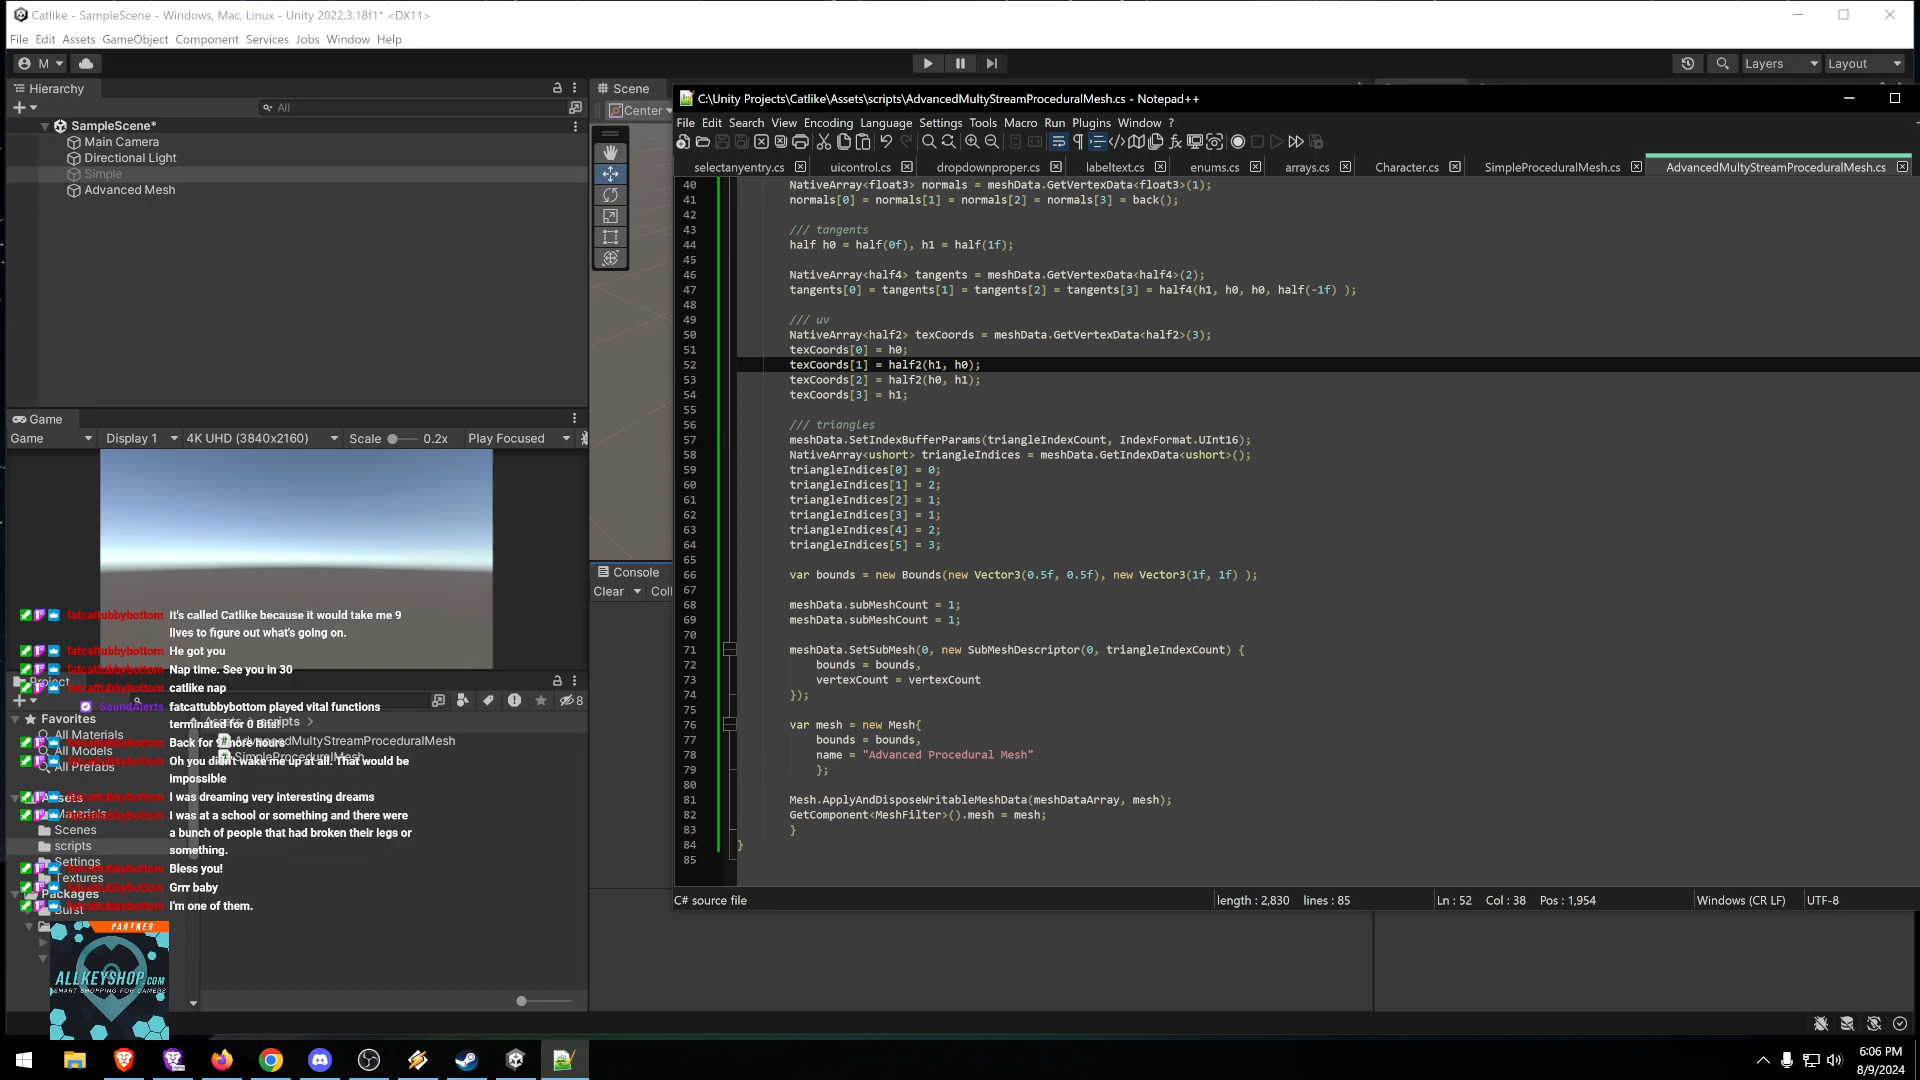 Catlike - SampleScene - Windows, Mac, Linux - Unity 2022.3.18f1* <DX11>
File Edit Assets GameObject Component Services Jobs Window Help
M
Layers
Layout
Hierarchy
All
SampleScene*
Main Camera
Directional Light
Simple
Advanced Mesh
Scene
Center
C:\Unity Projects\Catlike\Assets\scripts\AdvancedMultyStreamProceduralMesh.cs - Notepad++
File Edit Search View Encoding Language Settings Tools Macro Run Plugins Window ?
selectanyentry.cs uicontrol.cs dropdownproper.cs labeltext.cs enums.cs arrays.cs Character.cs SimpleProceduralMesh.cs AdvancedMultyStreamProceduralMesh.cs
40 NativeArray<float3> normals = meshData.GetVertexData<float3>(1);
41 normals[0] = normals[1] = normals[2] = normals[3] = back();
42
43 /// tangents
44 half h0 = half(0f), h1 = half(1f);
45
46 NativeArray<half4> tangents = meshData.GetVertexData<half4>(2);
47 tangents[0] = tangents[1] = tangents[2] = tangents[3] = half4(h1, h0, h0, half(-1f) );
48
49 /// uv
50 NativeArray<half2> texCoords = meshData.GetVertexData<half2>(3);
51 texCoords[0] = h0;
52 texCoords[1] = half2(h1, h0);
53 texCoords[2] = half2(h0, h1);
54 texCoords[3] = h1;
55
56 /// triangles
57 meshData.SetIndexBufferParams(triangleIndexCount, IndexFormat.UInt16);
58 NativeArray<ushort> triangleIndices = meshData.GetIndexData<ushort>();
59 triangleIndices[0] = 0;
60 triangleIndices[1] = 2;
61 triangleIndices[2] = 1;
62 triangleIndices[3] = 1;
63 triangleIndices[4] = 2;
64 triangleIndices[5] = 3;
65
66 var bounds = new Bounds(new Vector3(0.5f, 0.5f), new Vector3(1f, 1f) );
67
68 meshData.subMeshCount = 1;
69 meshData.subMeshCount = 1;
70
71 meshData.SetSubMesh(0, new SubMeshDescriptor(0, triangleIndexCount) {
72 bounds = bounds,
73 vertexCount = vertexCount
74 });
75
76 var mesh = new Mesh{
77 bounds = bounds,
78 name = "Advanced Procedural Mesh"
79 };
80
81 Mesh.ApplyAndDisposeWritableMeshData(meshDataArray, mesh);
82 GetComponent<MeshFilter>().mesh = mesh;
83 }
84 }
85
C# source file length : 2,830 lines : 85 Ln : 52 Col : 38 Pos : 1,954 Windows (CR LF) UTF-8
Game
Game Display 1 4K UHD (3840x2160) Scale 0.2x Play Focused
Console
Clear Coll
fatcattubbybottom It's called Catlike because it would take me 9
lives to figure out what's going on.
fatcattubbybottom He got you
fatcattubbybottom Nap time. See you in 30
fatcattubbybottom catlike nap
SoundAlerts fatcattubbybottom played vital functions
terminated for 0 Bits!
fatcattubbybottom Back for 9 more hours
fatcattubbybottom Oh you didn't wake me up at all. That would be
impossible
fatcattubbybottom I was dreaming very interesting dreams
fatcattubbybottom I was at a school or something and there were
a bunch of people that had broken their legs or
something.
fatcattubbybottom Bless you!
fatcattubbybottom Grrr baby
fatcattubbybottom I'm one of them.
Project
8
Favorites
All Materials
All Models
All Prefabs
Assets
Materials
Scenes
scripts
Settings
Textures
Packages
Burst
Assets scripts
AdvancedMultyStreamProceduralMesh
SimpleProceduralMesh
PARTNER
ALLKEYSHOP.COM
SMART SHOPPING FOR GAMERS
6:06 PM
8/9/2024